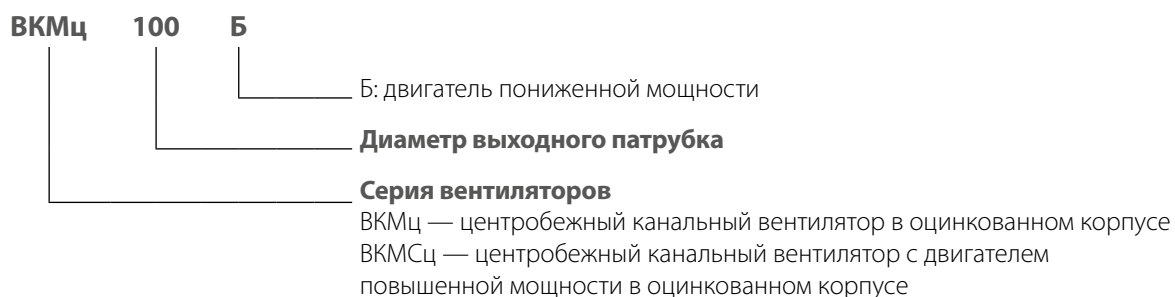 ВКМц 100 Б
Б: двигатель пониженной мощности
Диаметр выходного патрубка
Серия вентиляторов
ВКМц — центробежный канальный вентилятор в оцинкованном корпусе
ВКМСц — центробежный канальный вентилятор с двигателем
повышенной мощности в оцинкованном корпусе